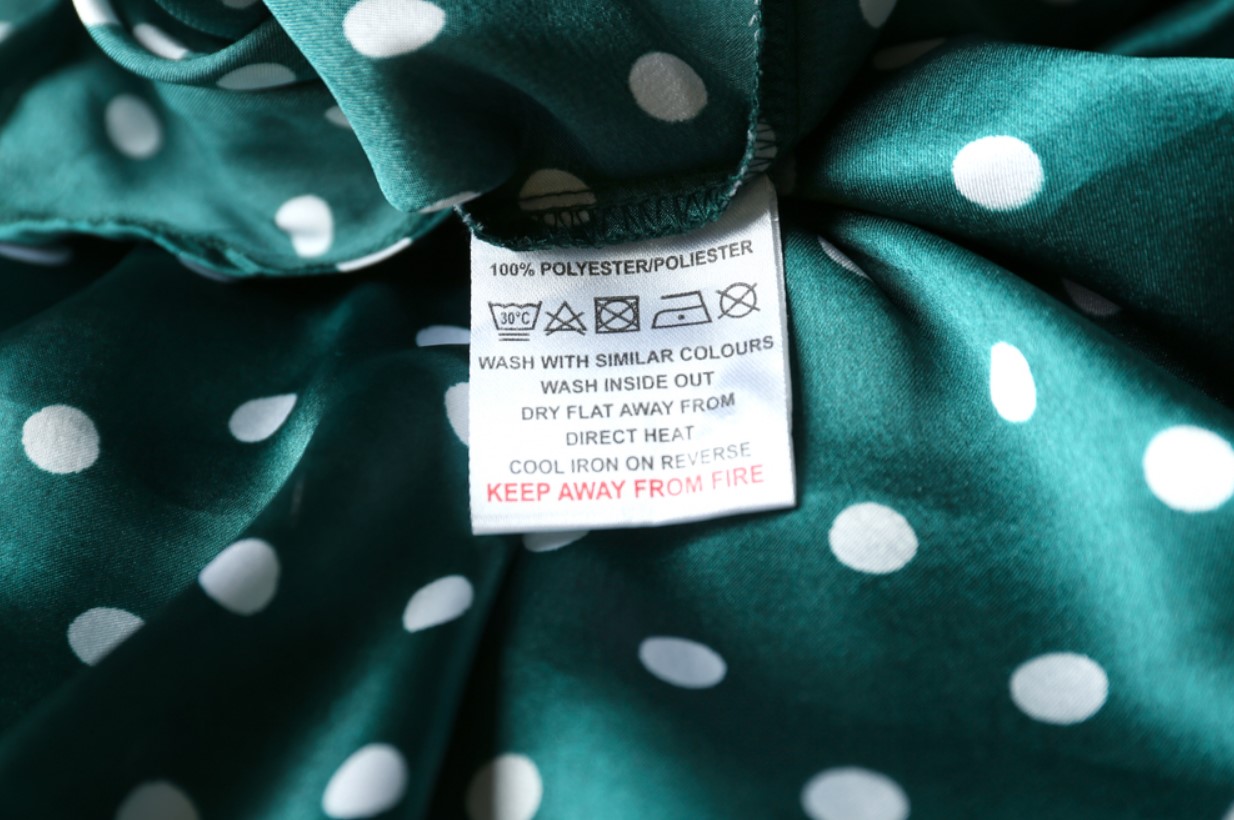 100% POLYESTER/POLIESTER
30°C
WASH WITH SIMILAR COLOURS
WASH INSIDE OUT
DRY FLAT AWAY FROM
DIRECT HEAT
COOL IRON ON REVERSE
KEEP AWAY FROM FIRE